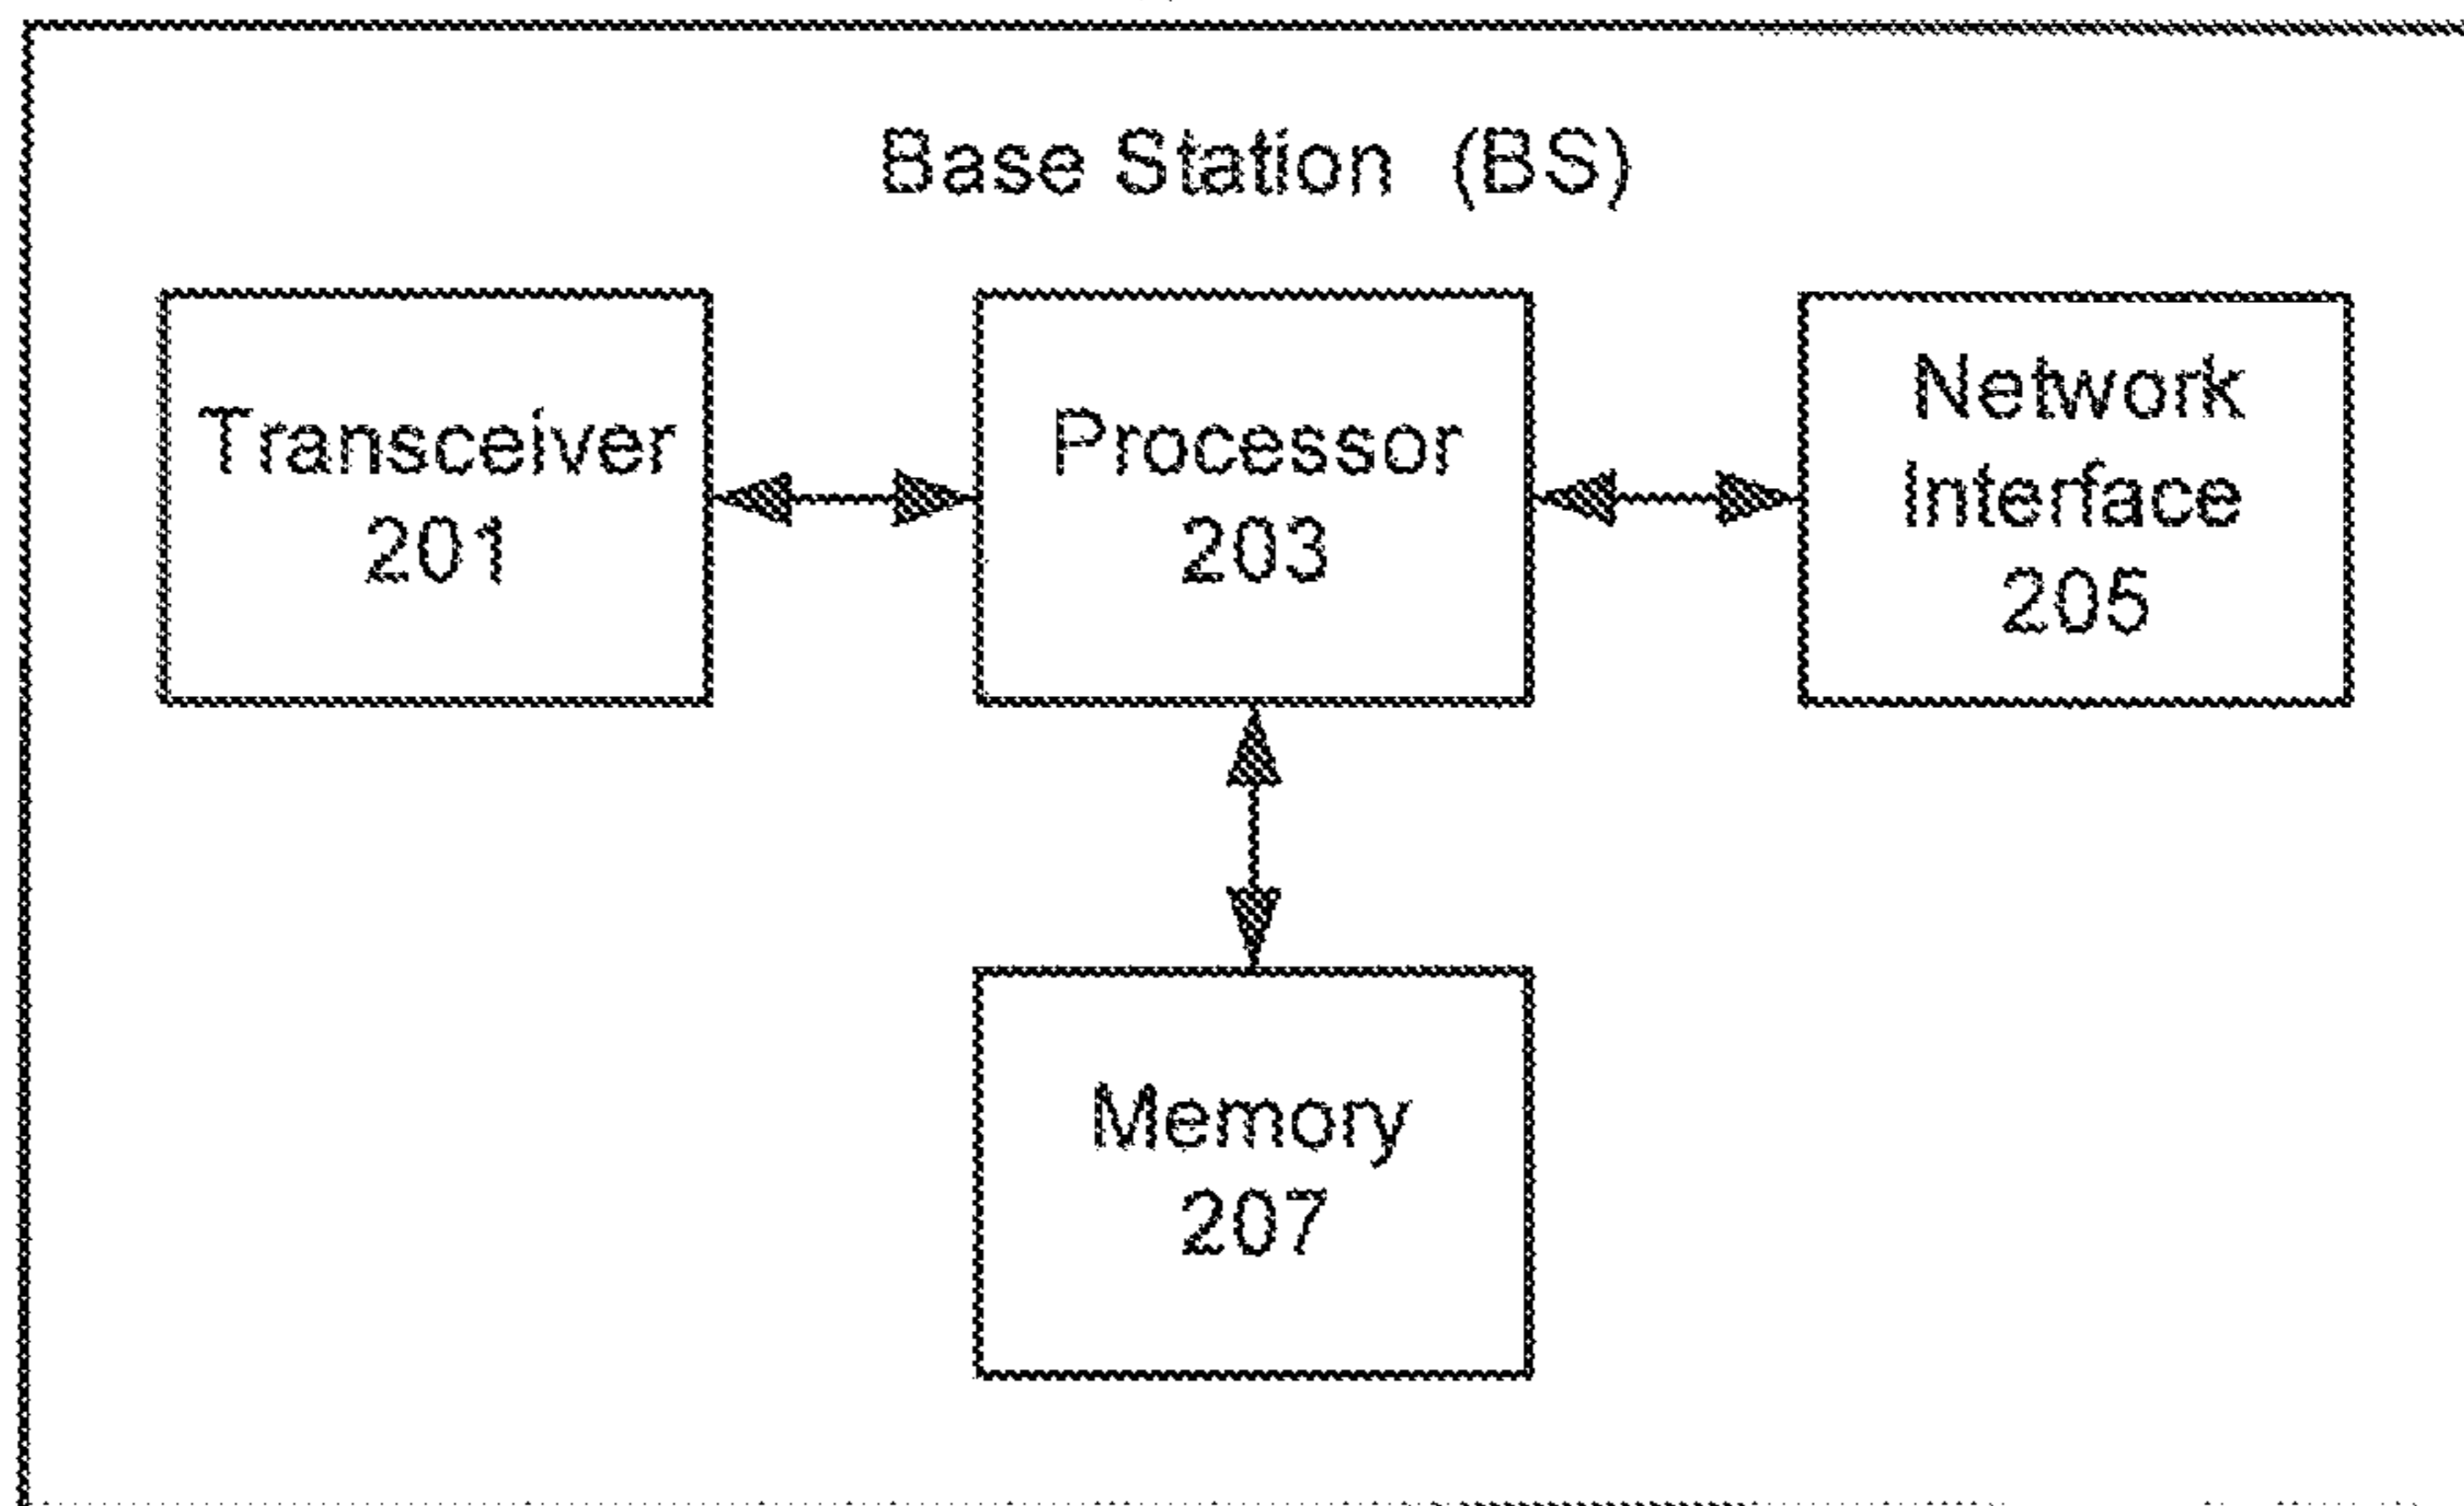 Base Station (BS)
Transceiver
201
Processor
203
Network
Interface
205
Memory
207